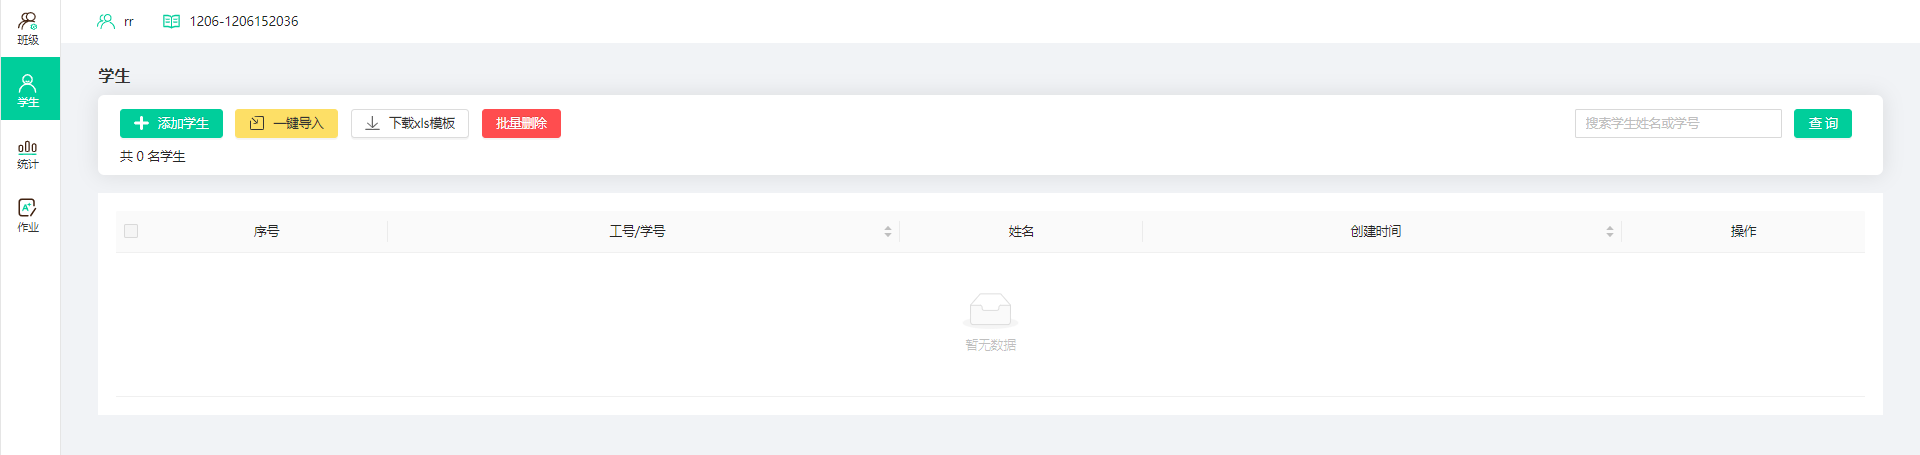 班级
rr 1206-1206152036
学生
学生
添加学生 一键导入 下载xls模板 批量删除 搜索学生姓名或学号 查 询
共 0 名学生
统计
作业
序号 工号/学号 姓名 创建时间 操作
暂无数据